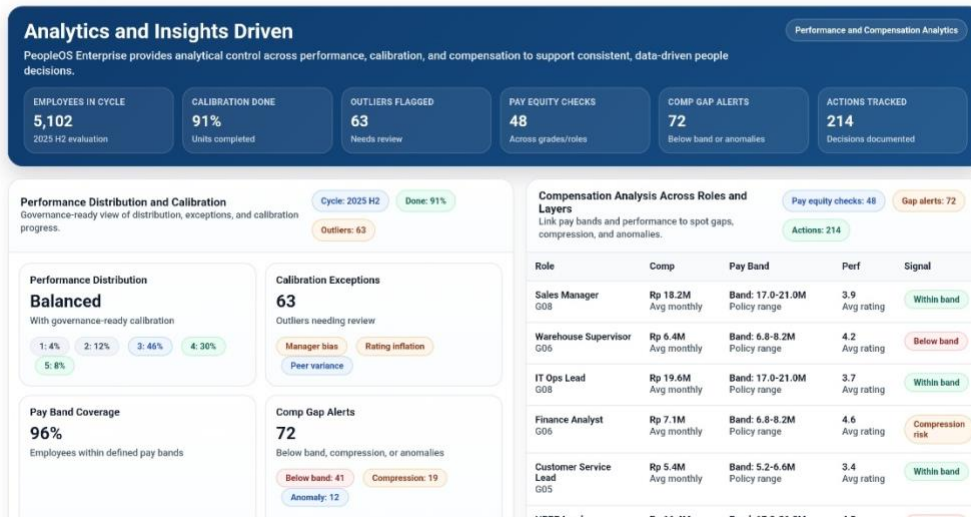 Analytics and Insights Driven
Performance and Compensation Analytics
PeopleOS Enterprise provides analytical control across performance, calibration, and compensation to support consistent, data-driven people
decisions.
EMPLOYEES IN CYCLE
5,102
2025 H2 evaluation
CALIBRATION DONE
91%
Units completed
OUTLIERS FLAGGED
63
Needs review
PAY EQUITY CHECKS
48
Across grades/roles
COMP GAP ALERTS
72
Below band or anomalies
ACTIONS TRACKED
214
Decisions documented
Performance Distribution and Calibration
Governance-ready view of distribution, exceptions, and calibration
progress.
Cycle: 2025 H2
Done: 91%
Outliers: 63
Performance Distribution
Balanced
With governance-ready calibration
1: 4% 2: 12% 3: 46% 4: 30%
5: 8%
Calibration Exceptions
63
Outliers needing review
Manager bias Rating inflation
Peer variance
Pay Band Coverage
96%
Employees within defined pay bands
Comp Gap Alerts
72
Below band, compression, or anomalies
Below band: 41 Compression: 19
Anomaly: 12
Compensation Analysis Across Roles and
Layers
Link pay bands and performance to spot gaps,
compression, and anomalies.
Pay equity checks: 48 Gap alerts: 72
Actions: 214
Role Comp Pay Band Perf Signal
Sales Manager Rp 18.2M Band: 17.0-21.0M 3.9 Within band
G08 Avg monthly Policy range Avg rating
Warehouse Supervisor Rp 6.4M Band: 6.8-8.2M 4.2 Below band
G06 Avg monthly Policy range Avg rating
IT Ops Lead Rp 19.6M Band: 17.0-21.0M 3.7 Within band
G08 Avg monthly Policy range Avg rating
Finance Analyst Rp 7.1M Band: 6.8-8.2M 4.6 Compression
G06 Avg monthly Policy range Avg rating risk
Customer Service Rp 5.4M Band: 5.2-6.6M 3.4 Within band
Lead Avg monthly Policy range Avg rating
G05